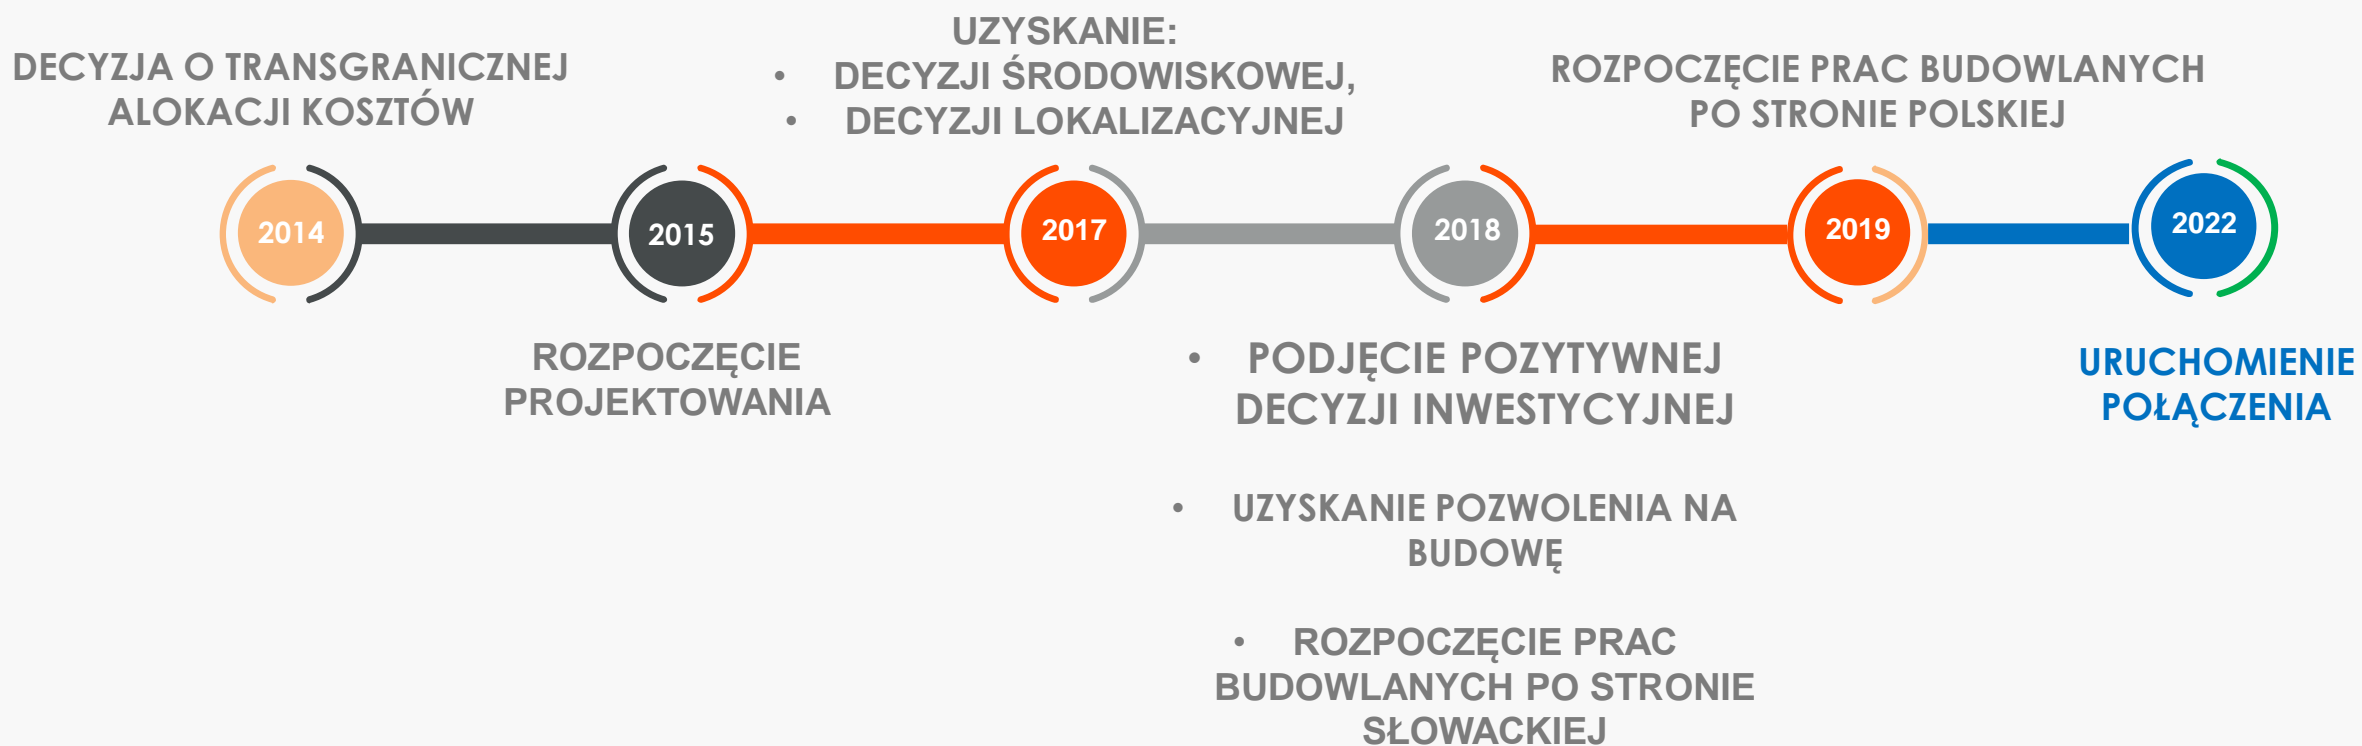 DECYZJA O TRANSGRANICZNEJ
ALOKACJI KOSZTÓW
UZYSKANIE:
• DECYZJI ŚRODOWISKOWEJ,
• DECYZJI LOKALIZACYJNEJ
ROZPOCZĘCIE PRAC BUDOWLANYCH
PO STRONIE POLSKIEJ
2014
2015
2017
2018
2019
2022
ROZPOCZĘCIE
PROJEKTOWANIA
• PODJĘCIE POZYTYWNEJ
DECYZJI INWESTYCYJNEJ
• UZYSKANIE POZWOLENIA NA
BUDOWĘ
• ROZPOCZĘCIE PRAC
BUDOWLANYCH PO STRONIE
SŁOWACKIEJ
URUCHOMIENIE
POŁĄCZENIA